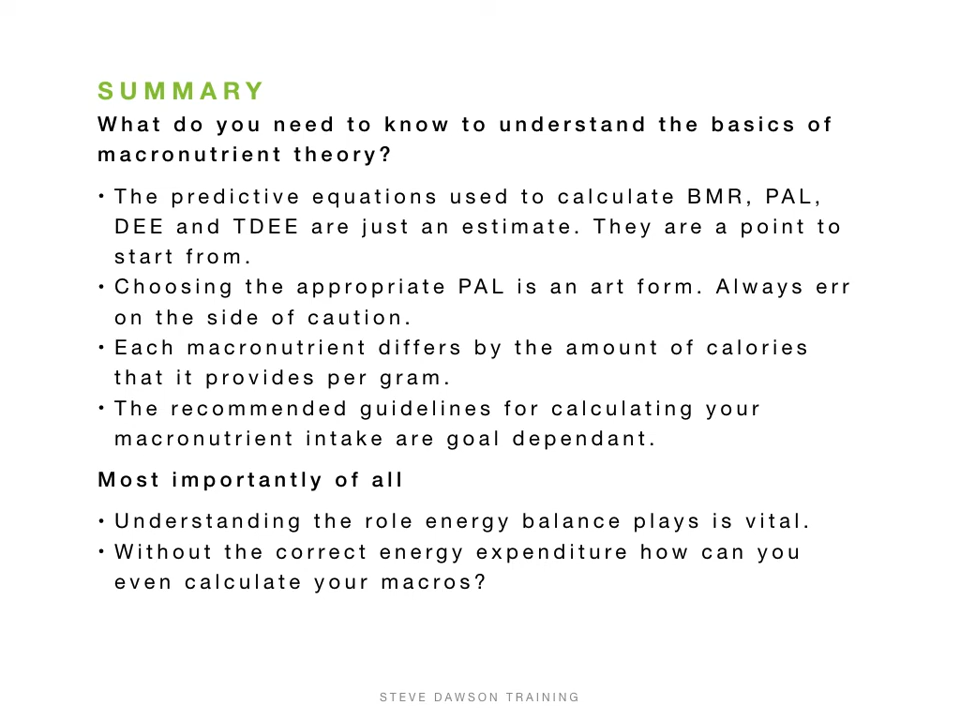 SUMMARY
What do you need to know to understand the basics of
macronutrient theory?
• The predictive equations used to calculate BMR, PAL,
DEE and TDEE are just an estimate. They are a point to
start from.
• Choosing the appropriate PAL is an art form. Always err
on the side of caution.
• Each macronutrient differs by the amount of calories
that it provides per gram.
• The recommended guidelines for calculating your
macronutrient intake are goal dependant.
Most importantly of all
• Understanding the role energy balance plays is vital.
• Without the correct energy expenditure how can you
even calculate your macros?
STEVE DAWSON TRAINING